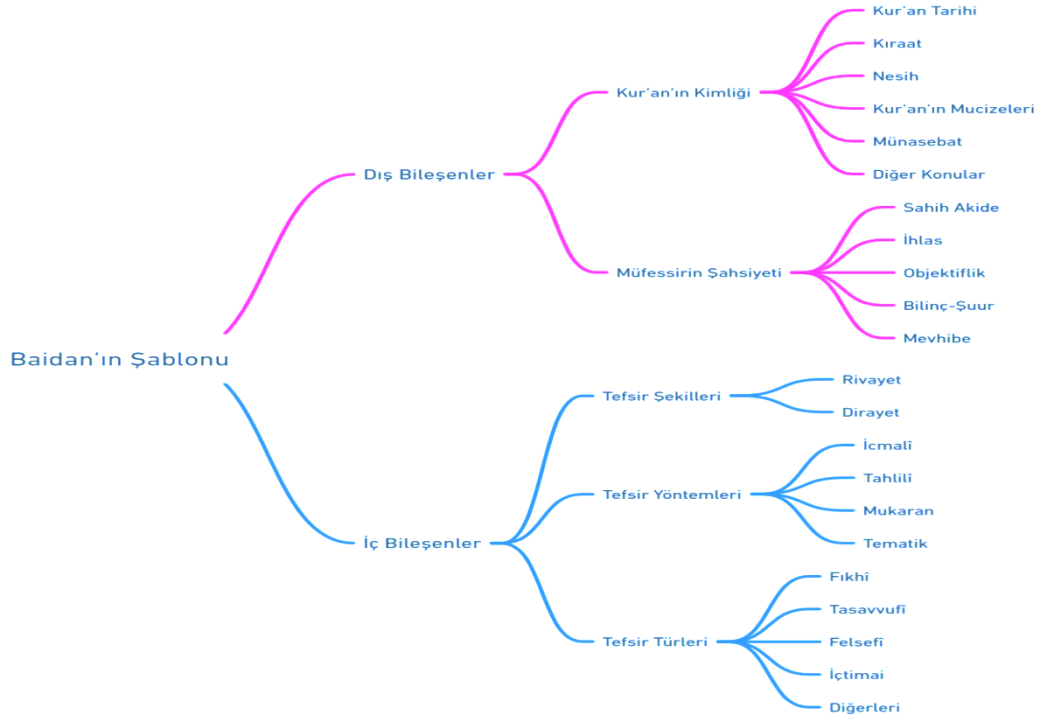 Baidan'ın Şablonu
Dış Bileşenler
Kur'an'ın Kimliği
Kur'an Tarihi
Kıraat
Nesih
Kur'an'ın Mucizeleri
Münasebat
Diğer Konular
Müfessirin Şahsiyeti
Sahih Akide
İhlas
Objektiflik
Bilinç-Şuur
Mevhibe
İç Bileşenler
Tefsir Şekilleri
Rivayet
Dirayet
Tefsir Yöntemleri
İcmalî
Tahlilî
Mukaran
Tematik
Tefsir Türleri
Fıkhî
Tasavvufî
Felsefî
İçtimai
Diğerleri